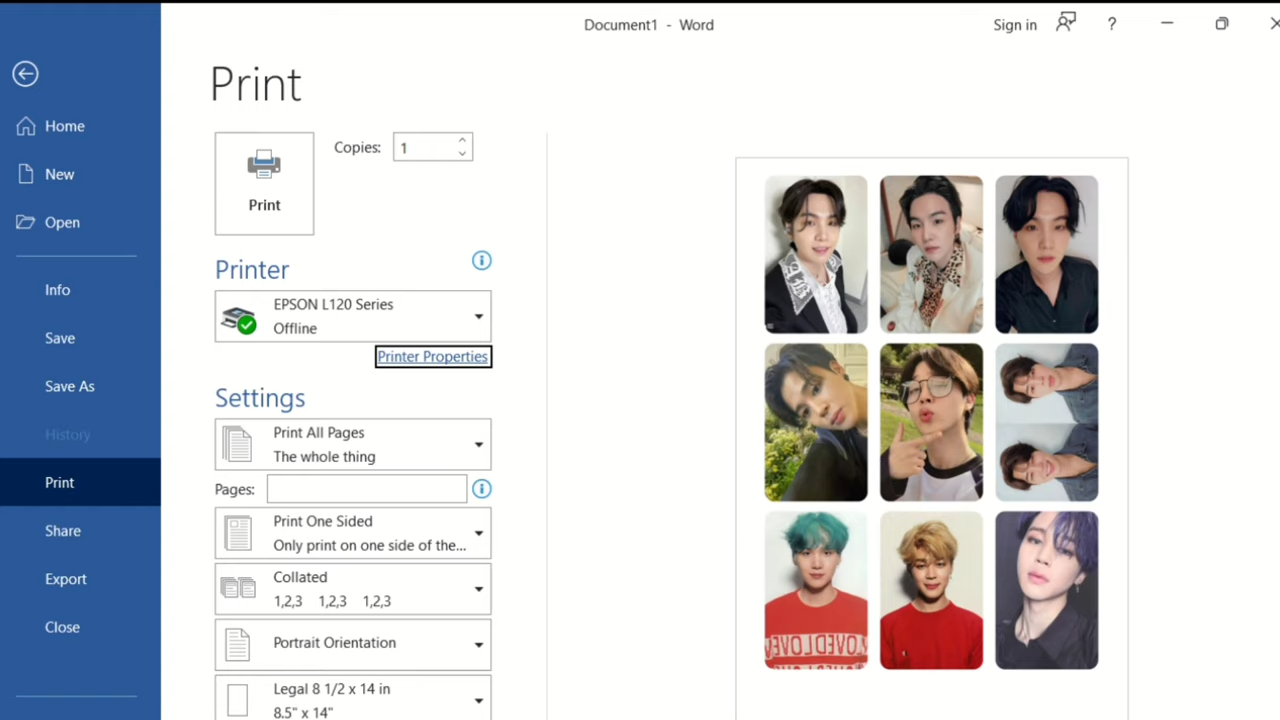 Document1 - Word
Sign in
?
Print
Home
New
Open
Info
Save
Save As
History
Print
Share
Export
Close
Print
Copies:
1
Printer
EPSON L120 Series
Offline
Printer Properties
Settings
Print All Pages
The whole thing
Pages:
Print One Sided
Only print on one side of the...
Collated
1,2,3 1,2,3 1,2,3
Portrait Orientation
Legal 8 1/2 x 14 in
8.5" x 14"